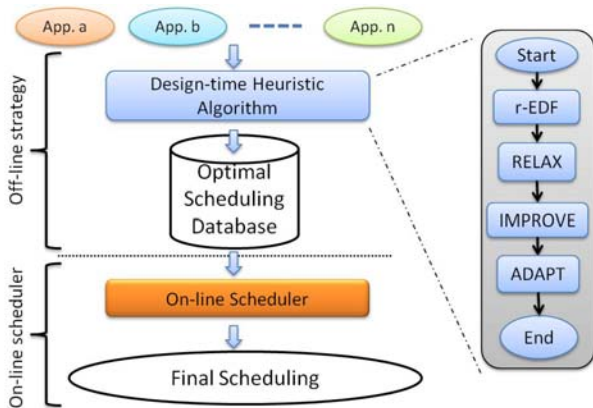 App. a
App. b
App. n
Off-line strategy
Design-time Heuristic
Algorithm
Optimal
Scheduling
Database
On-line scheduler
On-line Scheduler
Final Scheduling
Start
r-EDF
RELAX
IMPROVE
ADAPT
End